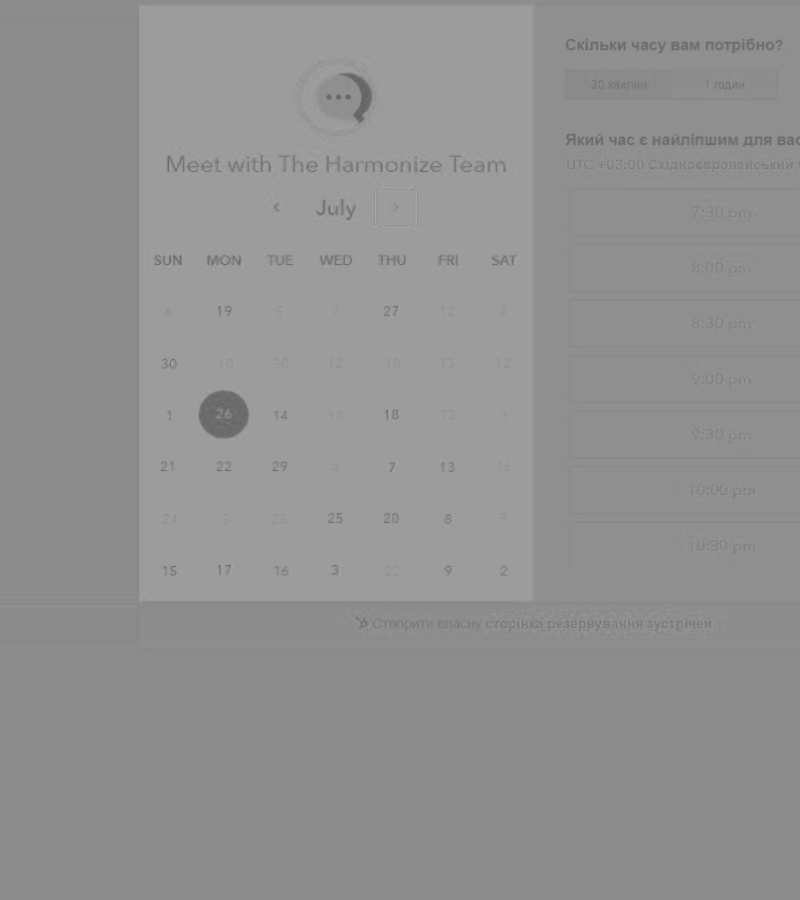 Meet with The Harmonize Team
July
SUN MON TUE WED THU FRI SAT
6 19 5 7 27 12 8
30 10 30 12 10 13 12
1 26 14 18 18 13 3
21 22 29 4 7 13 16
24 3 25 25 20 8 9
15 17 16 3 22 9 2
Скільки часу вам потрібно?
30 хвилин 1 годин
Який час є найліпшим для вас
UTC +03:00 Східноєвропейський
7:30 pm
8:00 pm
8:30 pm
9:00 pm
9:30 pm
10:00 pm
10:30 pm
Створити власну сторінка резервування зустрічей